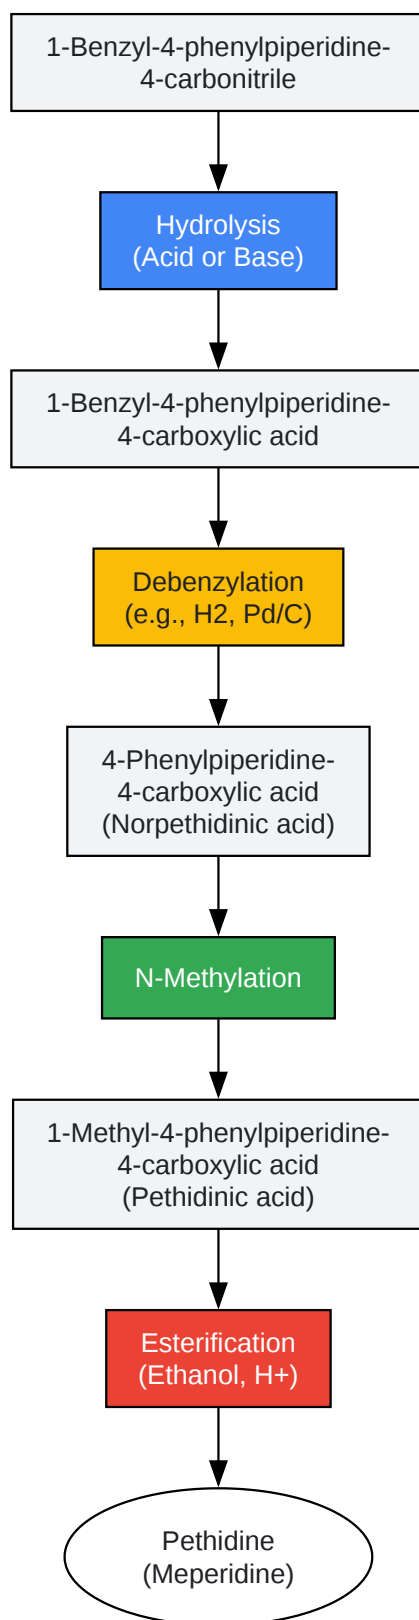 1-Benzyl-4-phenylpiperidine-
4-carbonitrile
Hydrolysis
(Acid or Base)
1-Benzyl-4-phenylpiperidine-
4-carboxylic acid
Debenzylation
(e.g., H2, Pd/C)
4-Phenylpiperidine-
4-carboxylic acid
(Norpethidinic acid)
N-Methylation
1-Methyl-4-phenylpiperidine-
4-carboxylic acid
(Pethidinic acid)
Esterification
(Ethanol, H+)
Pethidine
(Meperidine)